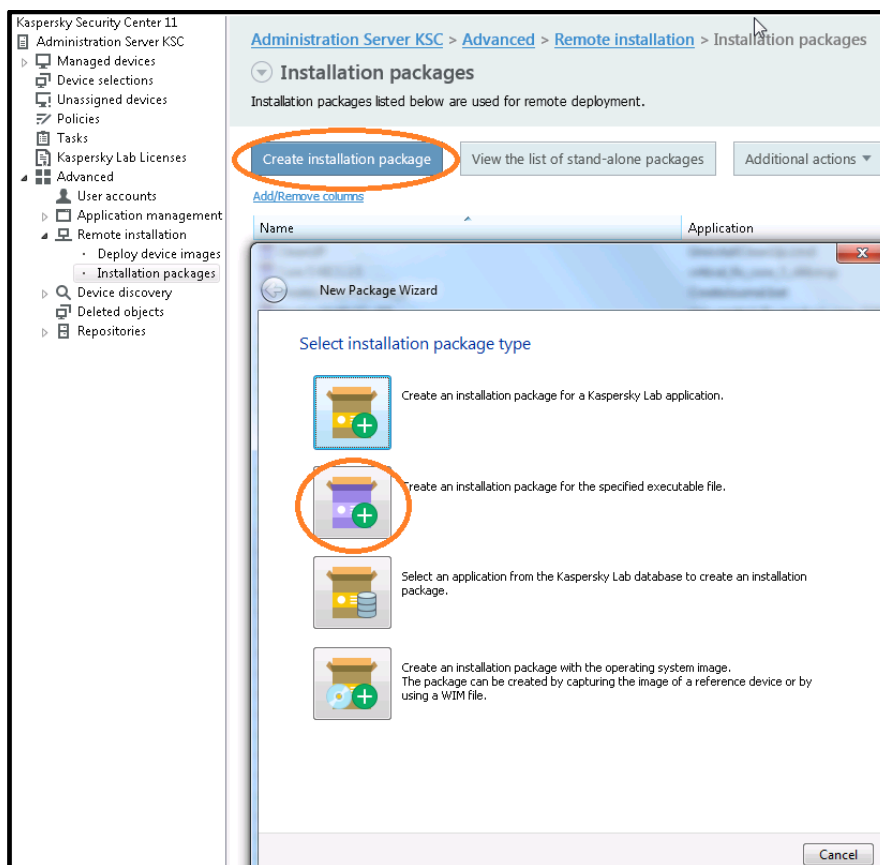 Kaspersky Security Center 11
Administration Server KSC
Managed devices
Device selections
Unassigned devices
Policies
Tasks
Kaspersky Lab Licenses
Advanced
User accounts
Application management
Remote installation
Deploy device images
Installation packages
Device discovery
Deleted objects
Repositories
Administration Server KSC > Advanced > Remote installation > Installation packages
Installation packages
Installation packages listed below are used for remote deployment.
Create installation package
View the list of stand-alone packages
Additional actions
Add/Remove columns
Name
Application
New Package Wizard
Select installation package type
Create an installation package for a Kaspersky Lab application.
Create an installation package for the specified executable file.
Select an application from the Kaspersky Lab database to create an installation
package.
Create an installation package with the operating system image.
The package can be created by capturing the image of a reference device or by
using a WIM file.
Cancel